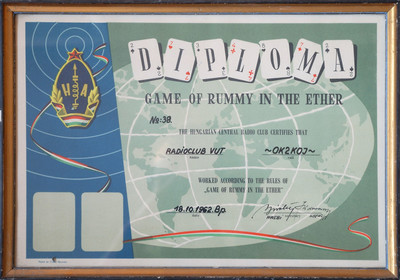 DIPLOMA
GAME OF RUMMY IN THE ETHER
No: 38.
THE HUNGARIAN CENTRAL RADIO CLUB CERTIFIES THAT
RADIOCLUB VUT ~OK2KOJ~
WORKED ACCORDING TO THE RULES OF
„GAME OF RUMMY IN THE ETHER”
18.10.1962. Bp.
HA